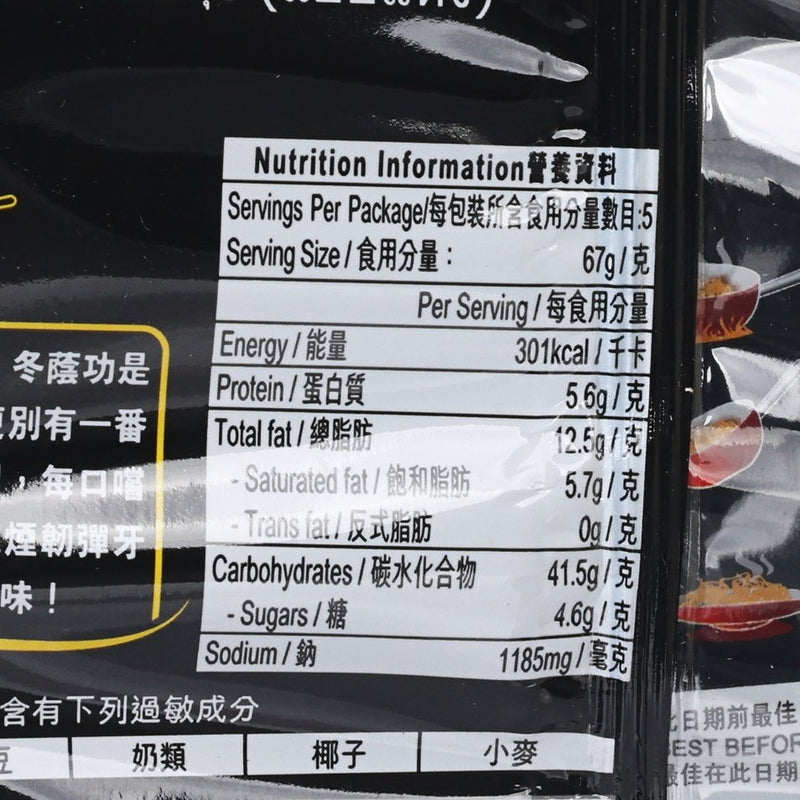 Nutrition Information營養資料
Servings Per Package/每包裝所含食用分量數目:5
Serving Size / 食用分量： 67g / 克
Per Serving / 每食用分量
Energy / 能量 301kcal / 千卡
Protein / 蛋白質 5.6g / 克
Total fat / 總脂肪 12.5g / 克
- Saturated fat / 飽和脂肪 5.7g / 克
- Trans fat / 反式脂肪 0g / 克
Carbohydrates / 碳水化合物 41.5g / 克
- Sugars / 糖 4.6g / 克
Sodium / 鈉 1185mg / 毫克
冬蔭功是
別有一番
，每口嚐
煙韌彈牙
味！
含有下列過敏成分
豆 奶類 椰子 小麥
日期前最佳
BEST BEFOR
最佳在此日期